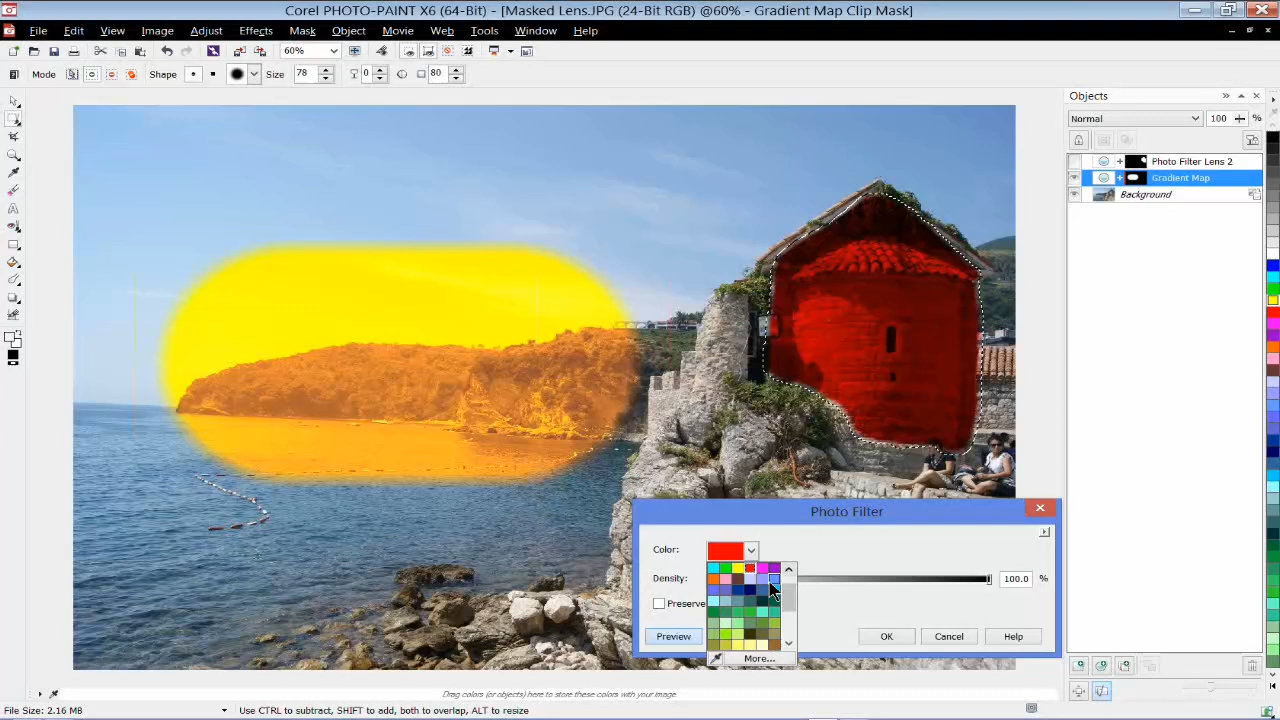 Corel PHOTO-PAINT X6 (64-Bit) - [Masked Lens.JPG (24-Bit RGB) @60% - Gradient Map Clip Mask]
File Edit View Image Adjust Effects Mask Object Movie Web Tools Window Help
60%
Mode Shape Size 78 0 80
Objects
Normal 100 %
Photo Filter Lens 2
Gradient Map
Background
Photo Filter
Color:
Density: 100.0 %
Preserve
Preview OK Cancel Help
More...
Drag colors (or objects) here to store these colors with your image
File Size: 2.16 MB Use CTRL to subtract, SHIFT to add, both to overlap, ALT to resize